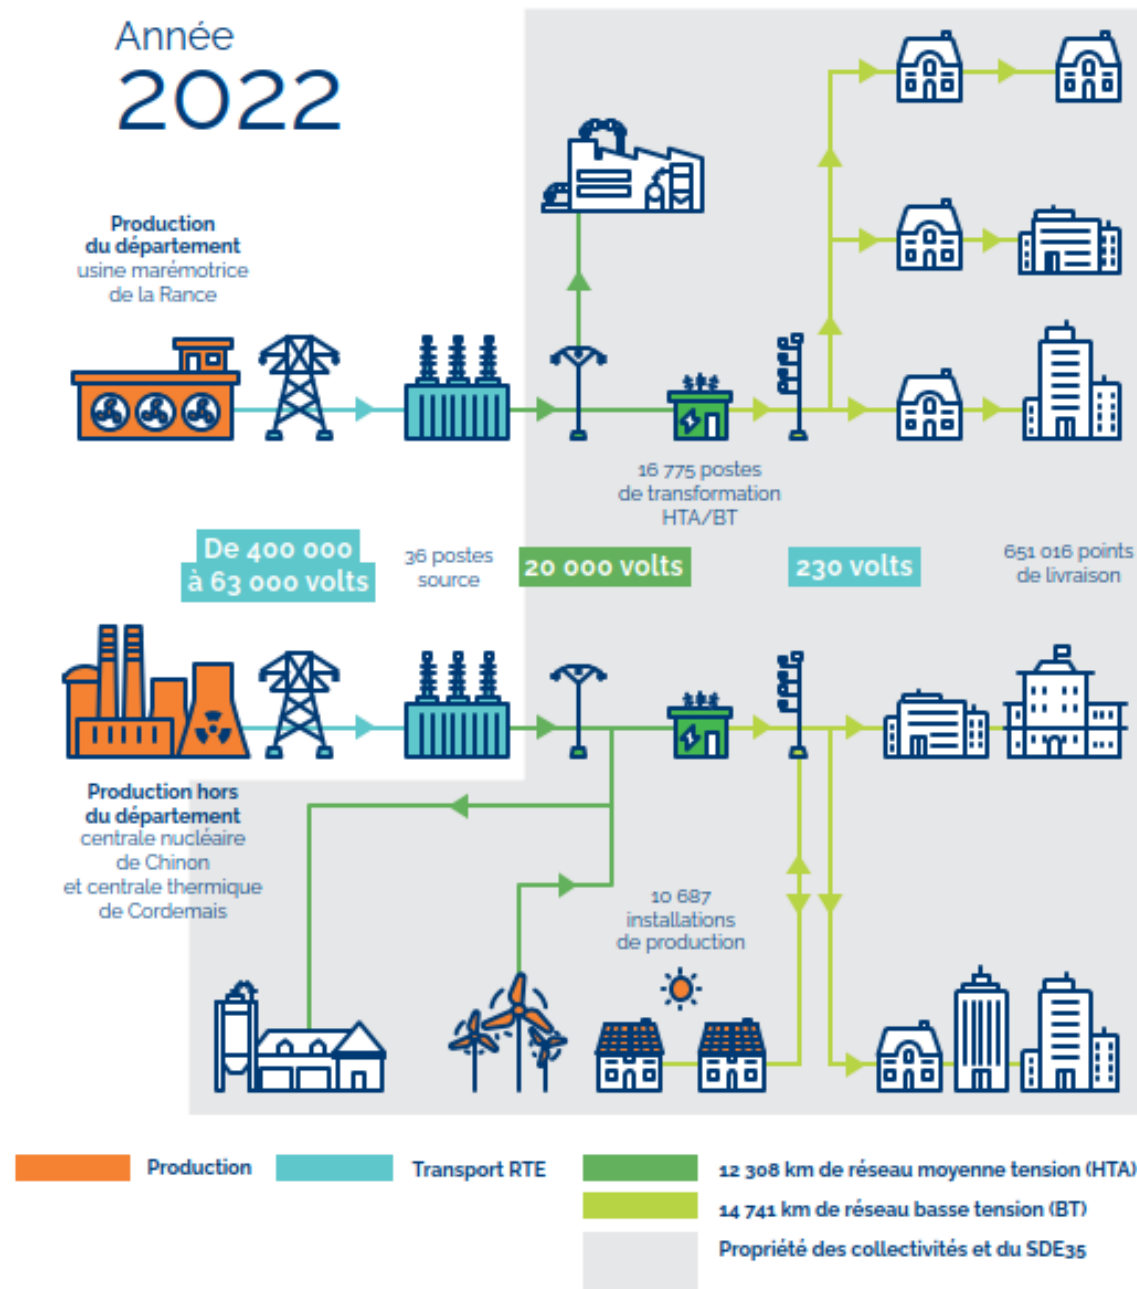 Année
2022
Production
du département
usine marémotrice
de la Rance
16 775 postes
de transformation
HTA/BT
De 400 000
à 63 000 volts
36 postes
source
20 000 volts
230 volts
651 016 points
de livraison
Production hors
du département
centrale nucléaire
de Chinon
et centrale thermique
de Cordemais
10 687
installations
de production
Production
Transport RTE
12 308 km de réseau moyenne tension (HTA)
14 741 km de réseau basse tension (BT)
Propriété des collectivités et du SDE35